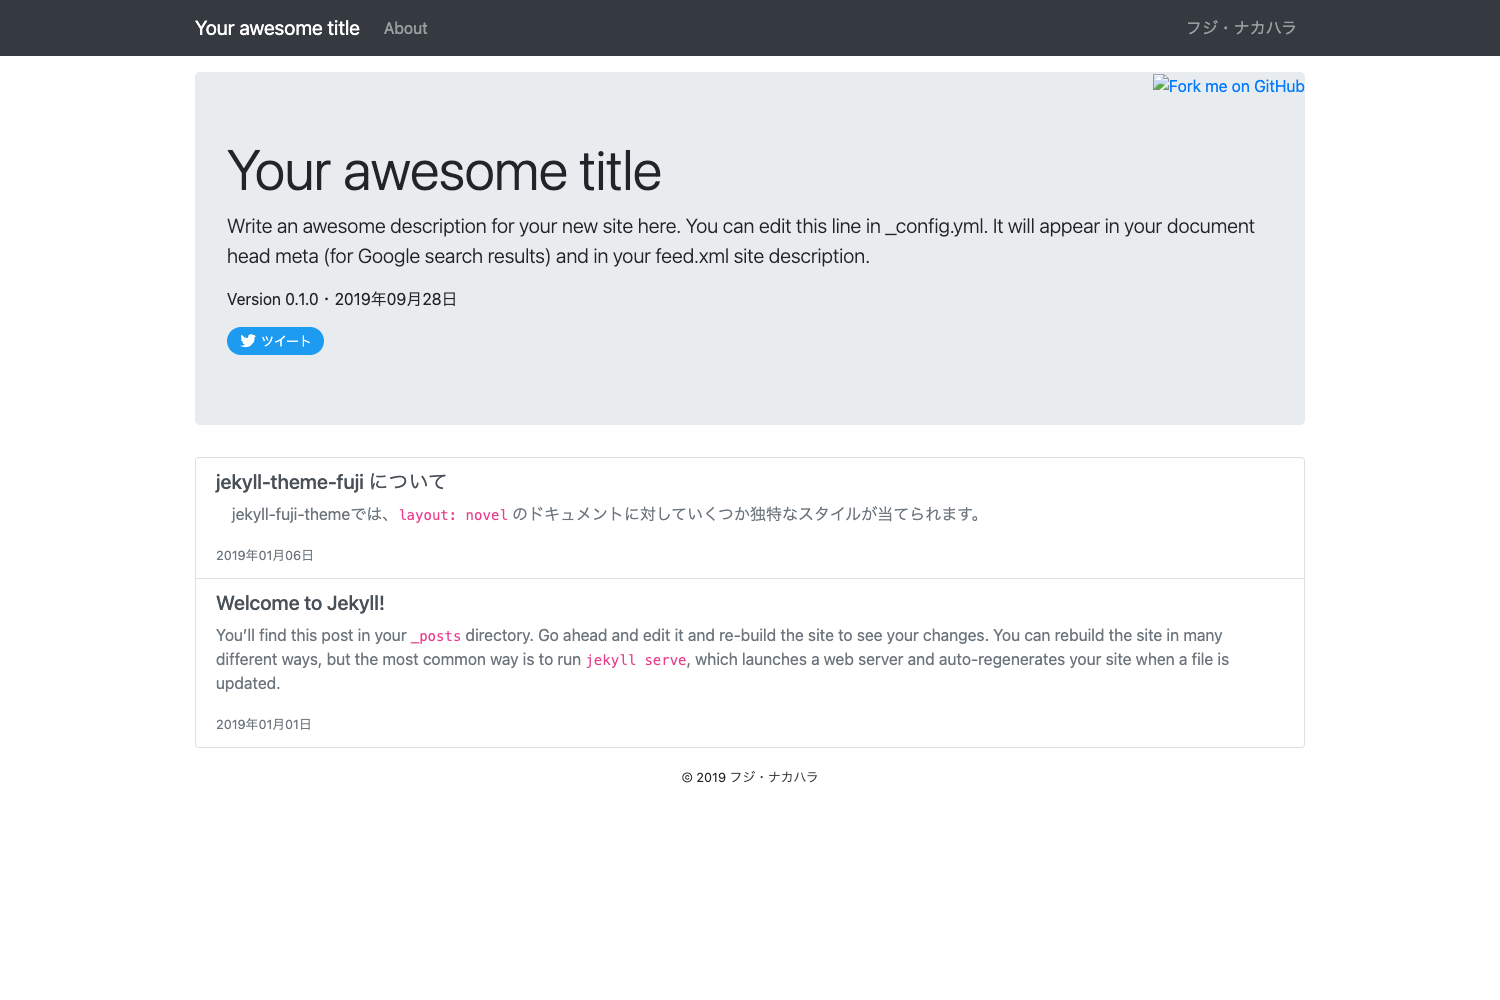 Your awesome title
About
フジ・ナカハラ
Fork me on GitHub
Your awesome title
Write an awesome description for your new site here. You can edit this line in _config.yml. It will appear in your document
head meta (for Google search results) and in your feed.xml site description.
Version 0.1.0・2019年09月28日
ツイート
jekyll-theme-fuji について
jekyll-fuji-themeでは、layout: novel のドキュメントに対していくつか独特なスタイルが当てられます。
2019年01月06日
Welcome to Jekyll!
You’ll find this post in your _posts directory. Go ahead and edit it and re-build the site to see your changes. You can rebuild the site in many
different ways, but the most common way is to run jekyll serve, which launches a web server and auto-regenerates your site when a file is
updated.
2019年01月01日
© 2019 フジ・ナカハラ